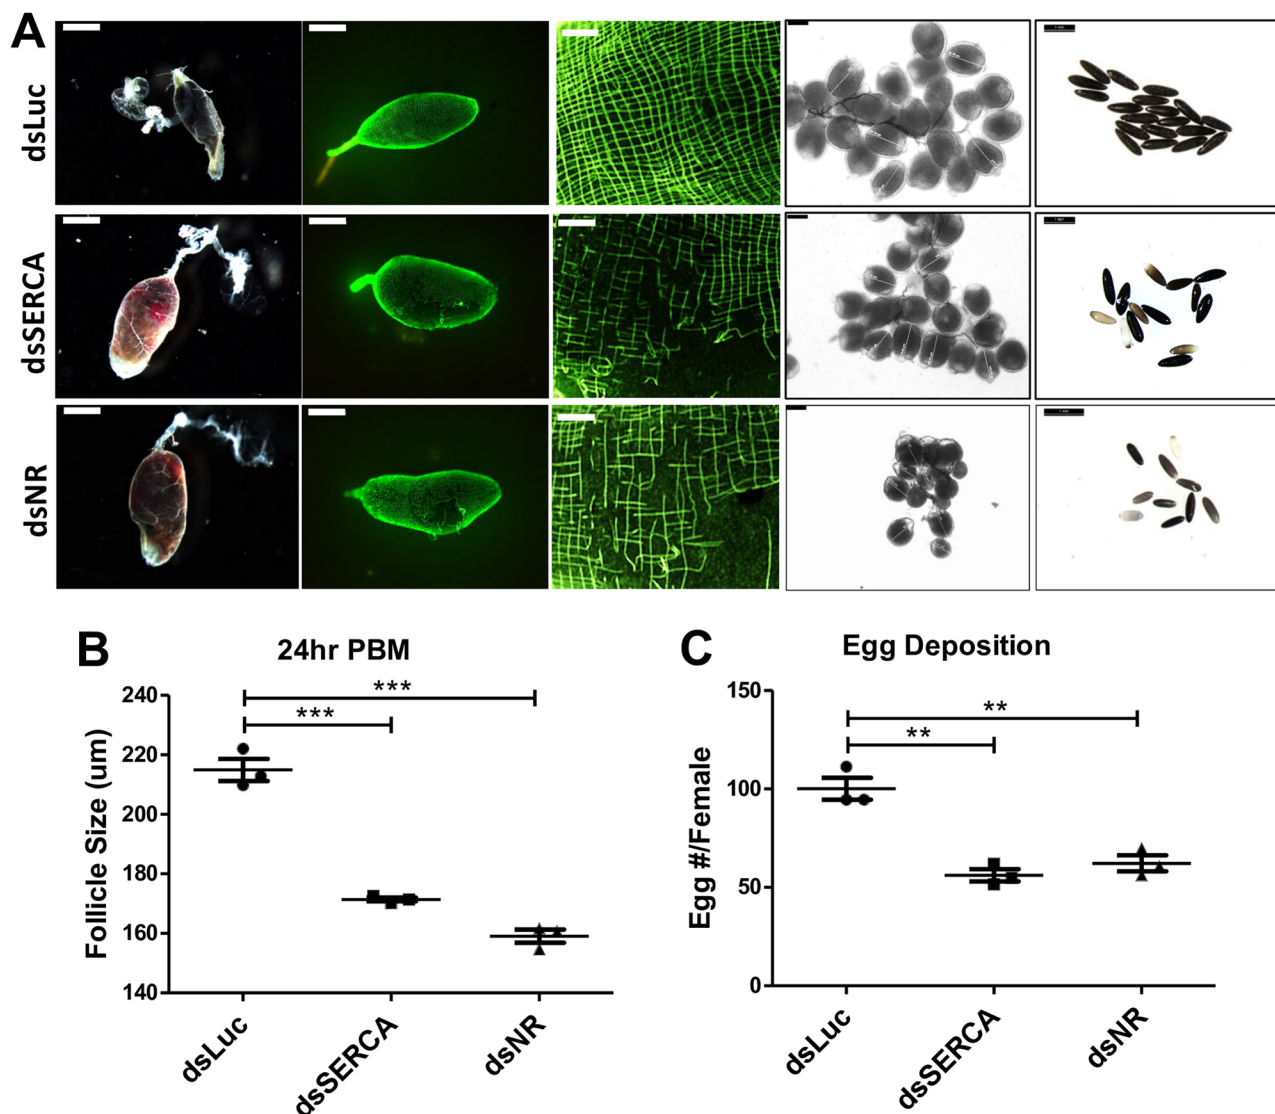 A
dsLuc
dsSERCA
dsNR
B
24hr PBM
Follicle Size (um)
240
220
200
180
160
140
***
***
dsLuc
dsSERCA
dsNR
C
Egg Deposition
Egg #/Female
150
100
50
0
**
**
dsLuc
dsSERCA
dsNR